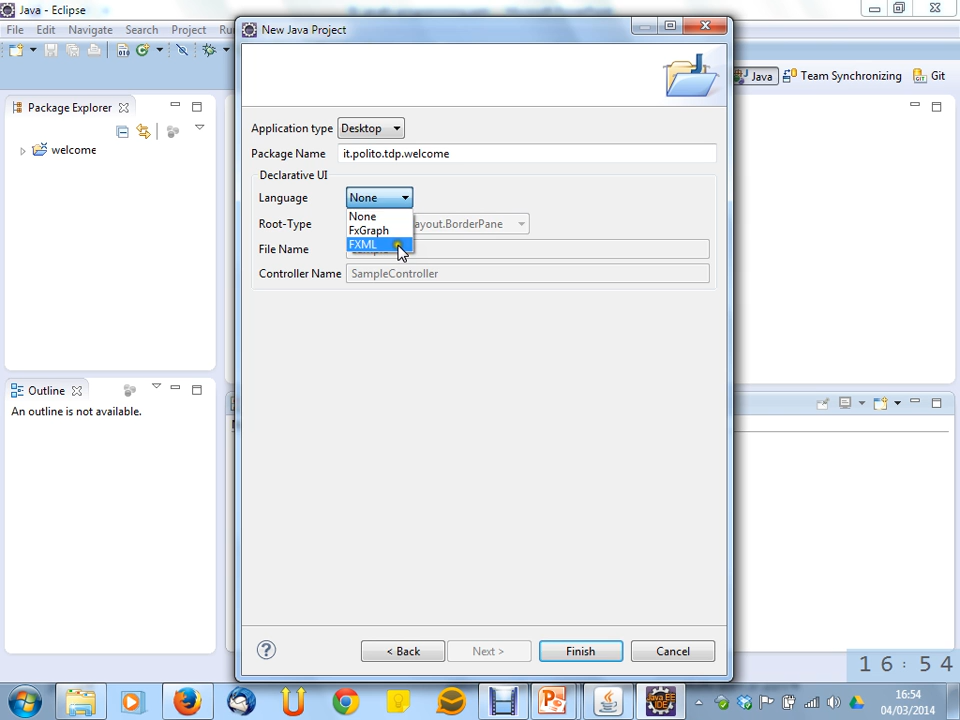 Java - Eclipse
New Java Project
File Edit Navigate Search Project Ru
Java Team Synchronizing Git
Package Explorer
welcome
Application type Desktop
Package Name it.polito.tdp.welcome
Declarative UI
Language None
None
FxGraph
FXML
Root-Type ayout.BorderPane
File Name
Controller Name SampleController
Outline
An outline is not available.
< Back Next > Finish Cancel
16:54
16:54
04/03/2014